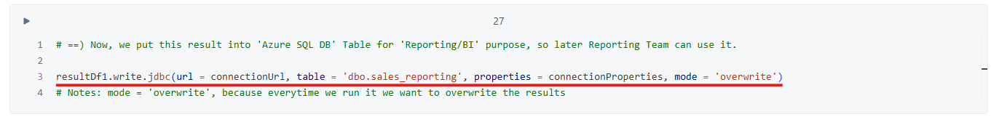 27
1 # ==) Now, we put this result into 'Azure SQL DB' Table for 'Reporting/BI' purpose, so later Reporting Team can use it.
2
3 resultDf1.write.jdbc(url = connectionUrl, table = 'dbo.sales_reporting', properties = connectionProperties, mode = 'overwrite')
4 # Notes: mode = 'overwrite', because everytime we run it we want to overwrite the results